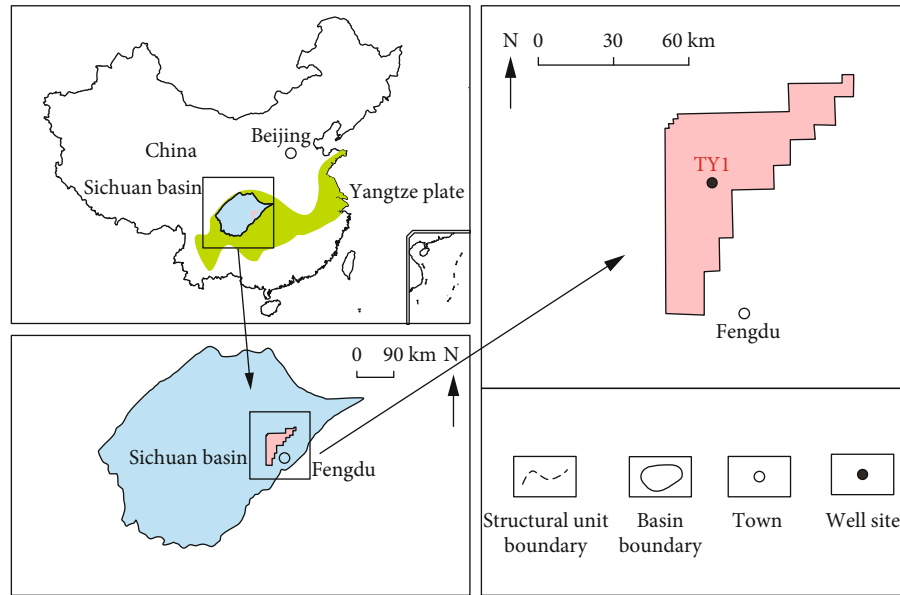 Beijing
China
Sichuan basin
Yangtze plate
0 90 km N
Sichuan basin
Fengdu
N 0 30 60 km
TY1
Fengdu
Structural unit
boundary
Basin
boundary
Town
Well site